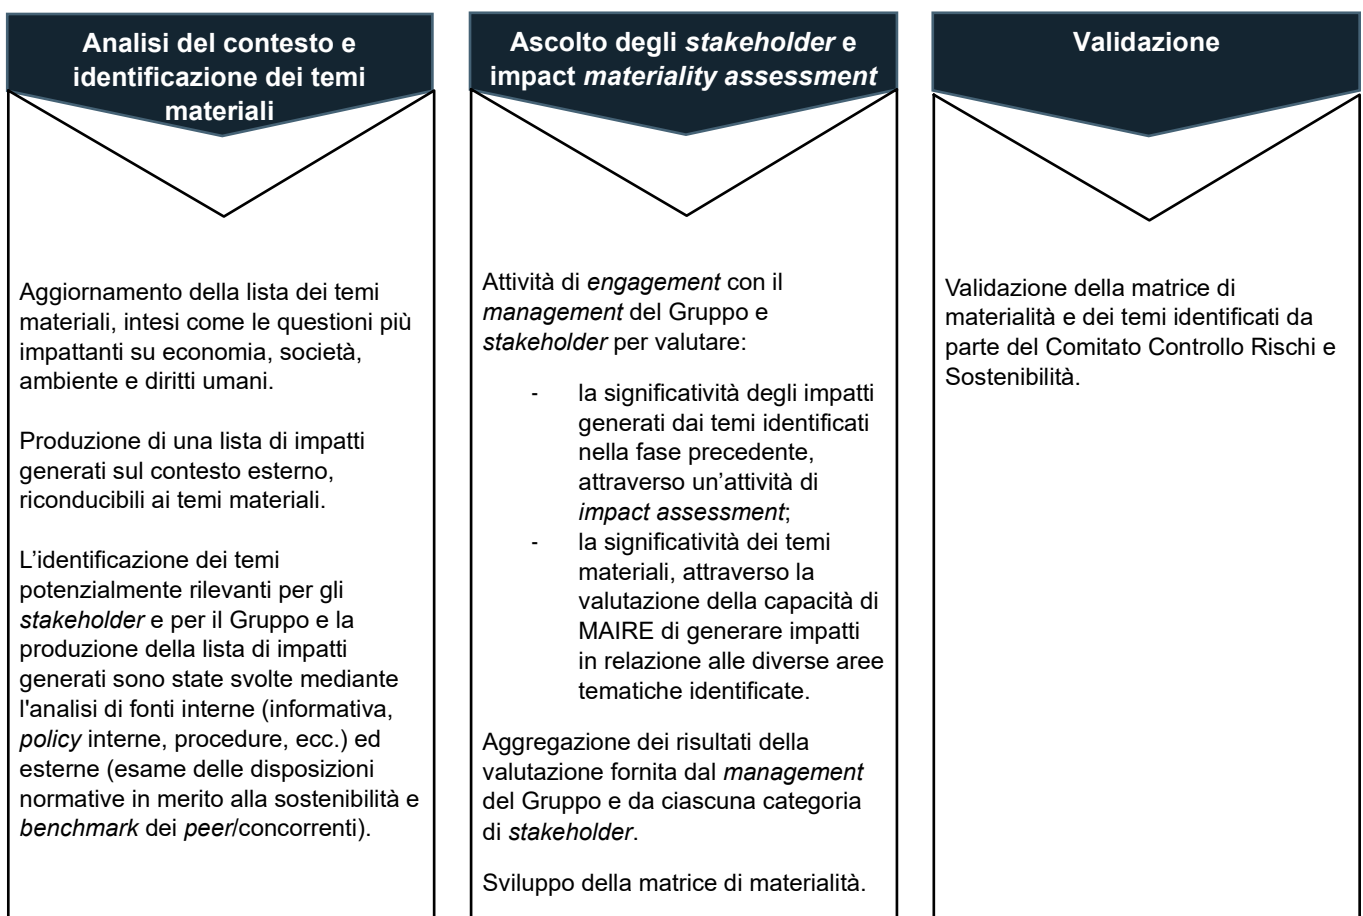 Analisi del contesto e
identificazione dei temi
materiali
Aggiornamento della lista dei temi
materiali, intesi come le questioni più
impattanti su economia, società,
ambiente e diritti umani.
Produzione di una lista di impatti
generati sul contesto esterno,
riconducibili ai temi materiali.
L’identificazione dei temi
potenzialmente rilevanti per gli
stakeholder e per il Gruppo e la
produzione della lista di impatti
generati sono state svolte mediante
l'analisi di fonti interne (informativa,
policy interne, procedure, ecc.) ed
esterne (esame delle disposizioni
normative in merito alla sostenibilità e
benchmark dei peer/concorrenti).
Ascolto degli stakeholder e
impact materiality assessment
Attività di engagement con il
management del Gruppo e
stakeholder per valutare:
- la significatività degli impatti
generati dai temi identificati
nella fase precedente,
attraverso un’attività di
impact assessment;
- la significatività dei temi
materiali, attraverso la
valutazione della capacità di
MAIRE di generare impatti
in relazione alle diverse aree
tematiche identificate.
Aggregazione dei risultati della
valutazione fornita dal management
del Gruppo e da ciascuna categoria
di stakeholder.
Sviluppo della matrice di materialità.
Validazione
Validazione della matrice di
materialità e dei temi identificati da
parte del Comitato Controllo Rischi e
Sostenibilità.